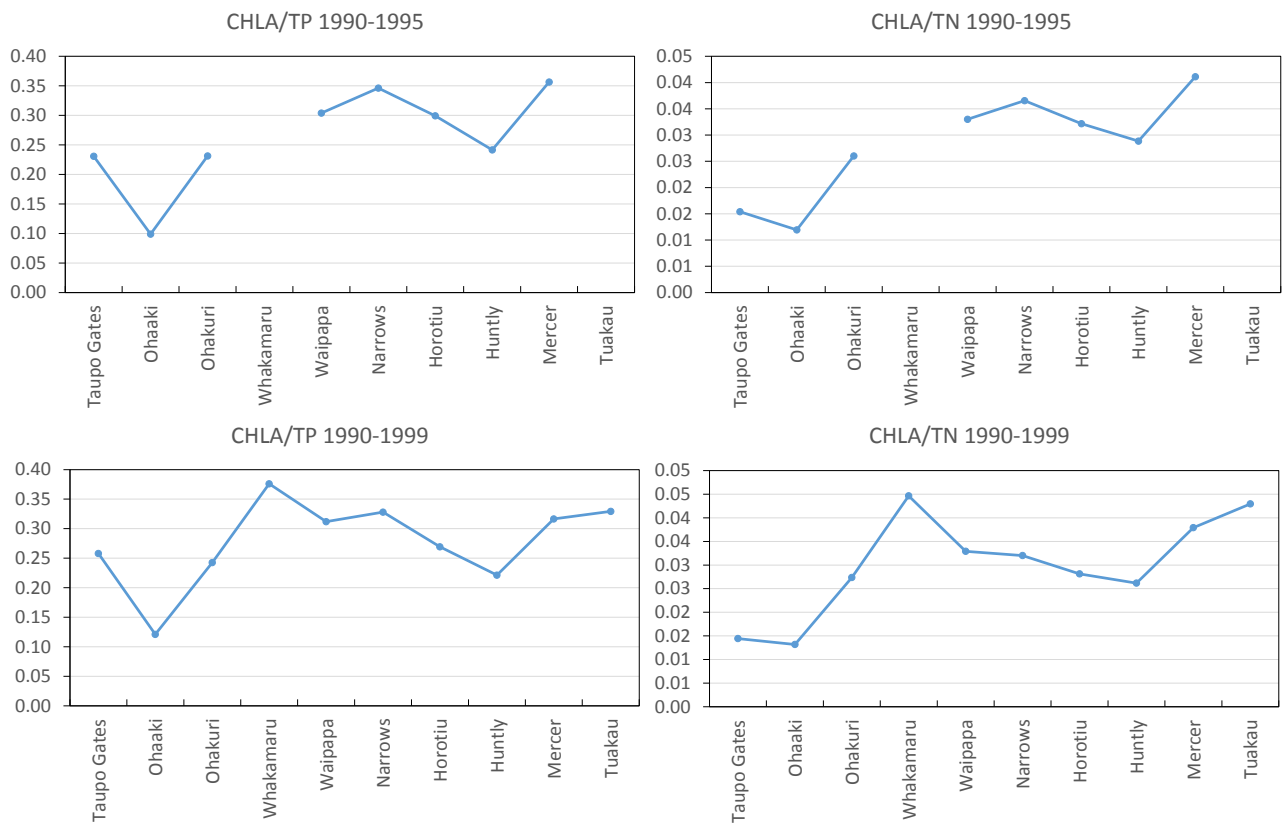 CHLA/TP 1990-1995
0.40
0.35
0.30
0.25
0.20
0.15
0.10
0.05
0.00
Taupo Gates
Ohaaki
Ohakuri
Whakamaru
Waipapa
Narrows
Horotiu
Huntly
Mercer
Tuakau
CHLA/TN 1990-1995
0.05
0.04
0.04
0.03
0.03
0.02
0.02
0.01
0.01
0.00
Taupo Gates
Ohaaki
Ohakuri
Whakamaru
Waipapa
Narrows
Horotiu
Huntly
Mercer
Tuakau
CHLA/TP 1990-1999
0.40
0.35
0.30
0.25
0.20
0.15
0.10
0.05
0.00
Taupo Gates
Ohaaki
Ohakuri
Whakamaru
Waipapa
Narrows
Horotiu
Huntly
Mercer
Tuakau
CHLA/TN 1990-1999
0.05
0.05
0.04
0.04
0.03
0.03
0.02
0.02
0.01
0.01
0.00
Taupo Gates
Ohaaki
Ohakuri
Whakamaru
Waipapa
Narrows
Horotiu
Huntly
Mercer
Tuakau